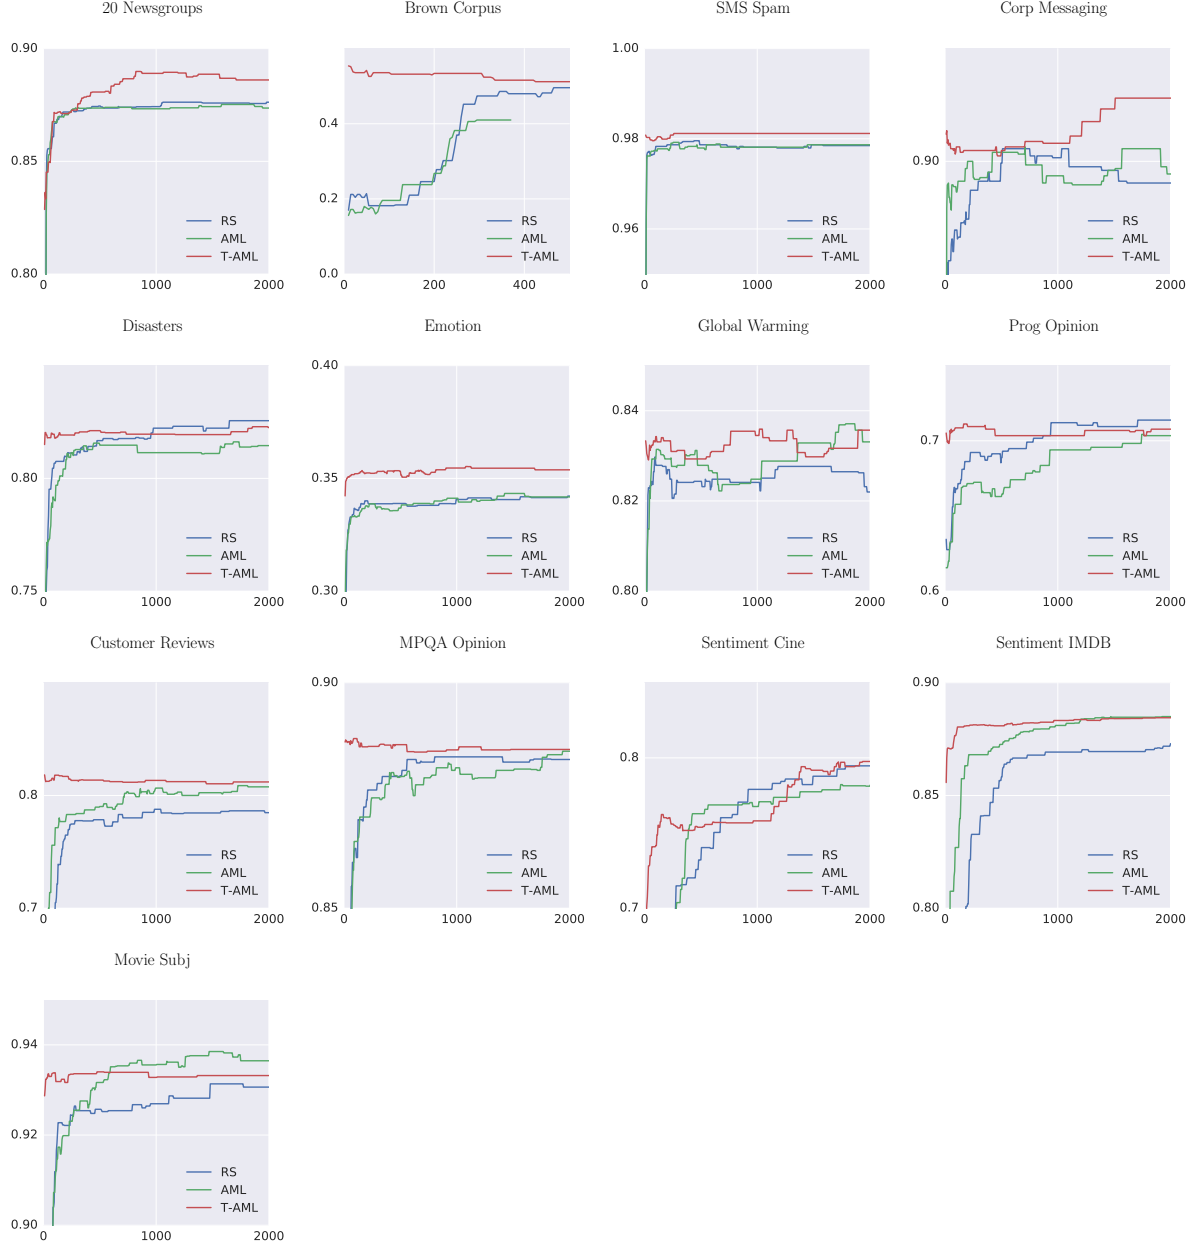 20 Newsgroups
0.90
0.85
0.80
0
1000
2000
RS
AML
T-AML
Brown Corpus
0.4
0.2
0.0
0
200
400
RS
AML
T-AML
SMS Spam
1.00
0.98
0.96
0
1000
2000
RS
AML
T-AML
Corp Messaging
0.90
0
1000
2000
RS
AML
T-AML
Disasters
0.80
0.75
0
1000
2000
RS
AML
T-AML
Emotion
0.40
0.35
0.30
0
1000
2000
RS
AML
T-AML
Global Warming
0.84
0.82
0.80
0
1000
2000
RS
AML
T-AML
Prog Opinion
0.7
0.6
0
1000
2000
RS
AML
T-AML
Customer Reviews
0.8
0.7
0
1000
2000
RS
AML
T-AML
MPQA Opinion
0.90
0.85
0
1000
2000
RS
AML
T-AML
Sentiment Cine
0.8
0.7
0
1000
2000
RS
AML
T-AML
Sentiment IMDB
0.90
0.85
0.80
0
1000
2000
RS
AML
T-AML
Movie Subj
0.94
0.92
0.90
0
1000
2000
RS
AML
T-AML